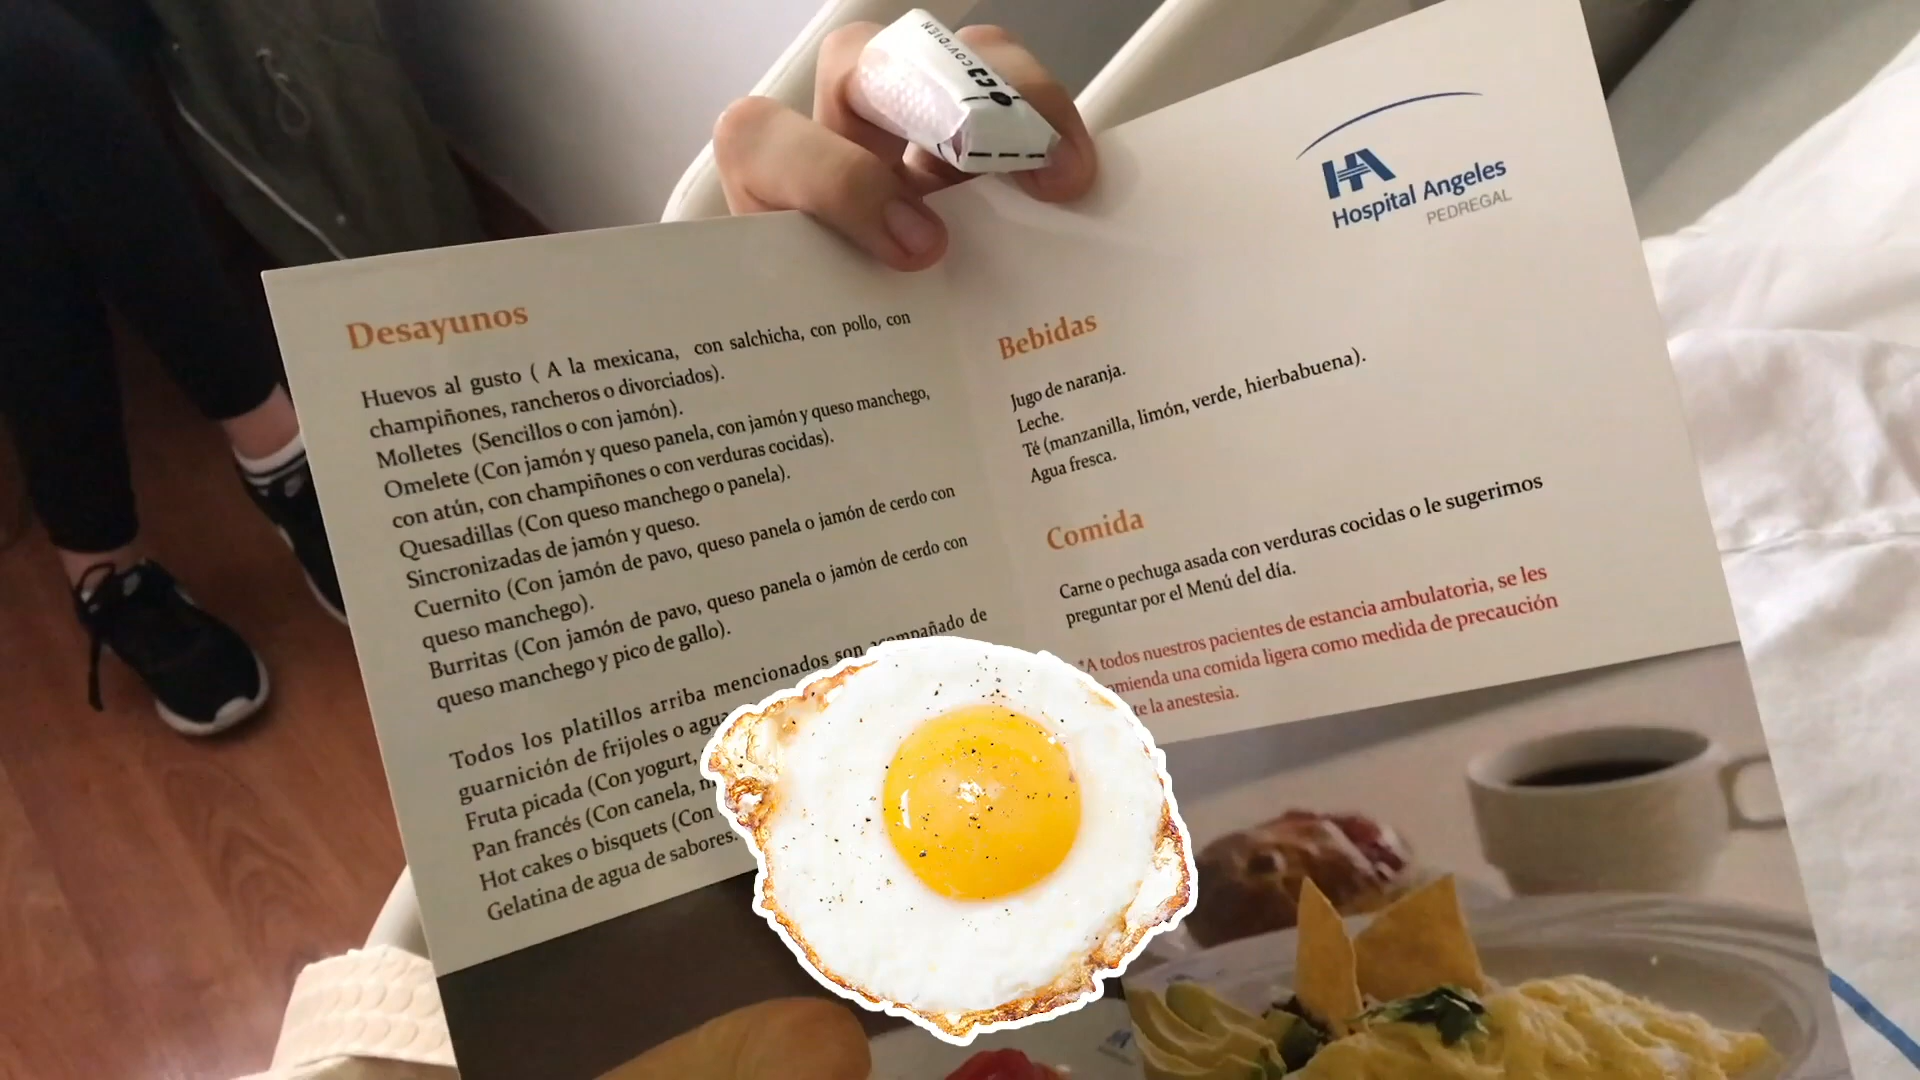 COVIDIEN
HA
Hospital Angeles
PEDREGAL
Desayunos
Huevos al gusto ( A la mexicana, con salchicha, con pollo, con
champiñones, rancheros o divorciados).
Molletes (Sencillos o con jamón).
Omelete (Con jamón y queso panela, con jamón y queso manchego,
con atún, con champiñones o con verduras cocidas).
Quesadillas (Con queso manchego o panela).
Sincronizadas de jamón y queso.
Cuernito (Con jamón de pavo, queso panela o jamón de cerdo con
queso manchego).
Burritas (Con jamón de pavo, queso panela o jamón de cerdo con
queso manchego y pico de gallo).
Todos los platillos arriba mencionados son acompañado de
guarnición de frijoles o
Fruta picada (Con yogurt,
Pan francés (Con canela,
Hot cakes o bisquets (Con
Gelatina de agua de sabores.
Bebidas
Jugo de naranja.
Leche.
Té (manzanilla, limón, verde, hierbabuena).
Agua fresca.
Comida
Carne o pechuga asada con verduras cocidas o le sugerimos
preguntar por el Menú del día.
*A todos nuestros pacientes de estancia ambulatoria, se les
una comida ligera como medida de precaución
la anestesia.